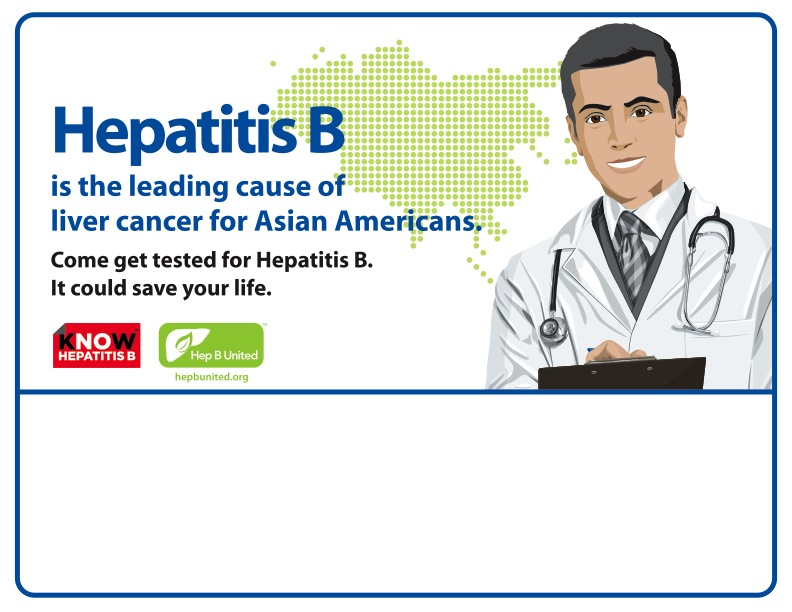 Hepatitis B
is the leading cause of
liver cancer for Asian Americans.
Come get tested for Hepatitis B.
It could save your life.
KNOW
HEPATITIS B
Hep B United
hepbunited.org